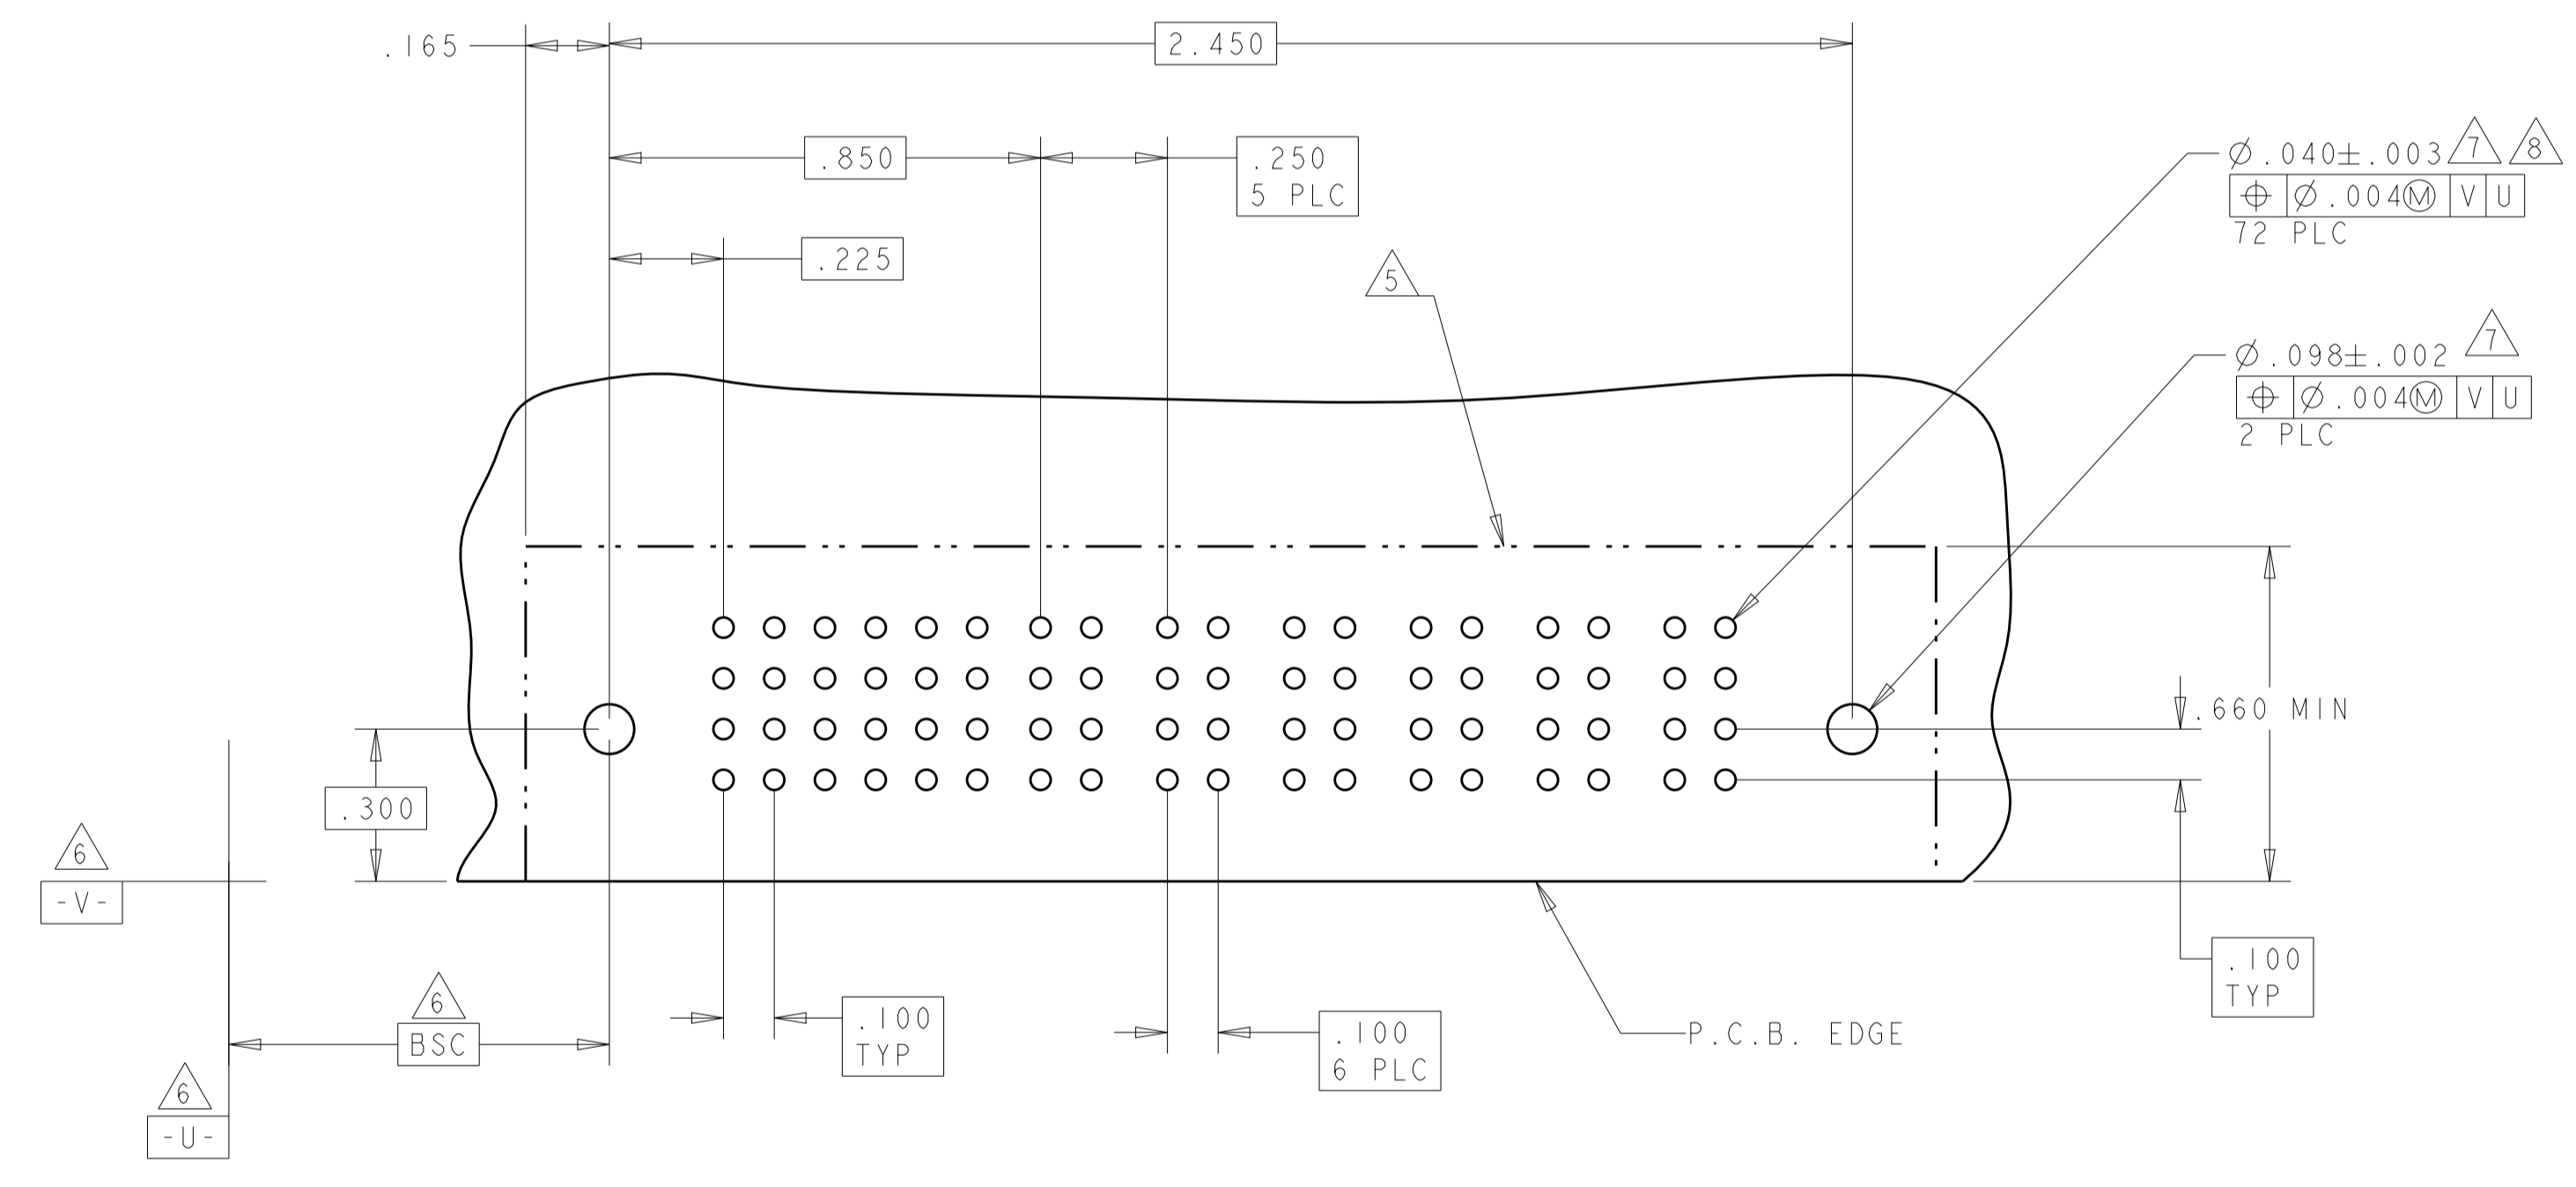 .165
2.450
.850
.250
5 PLC
.225
⌀.040±.003 7 8
⌖ ⌀.004Ⓜ V U
72 PLC
5
⌀.098±.002 7
⌖ ⌀.004Ⓜ V U
2 PLC
.660 MIN
.300
6
-V-
6
BSC
6
-U-
.100
TYP
.100
6 PLC
P.C.B. EDGE
.100
TYP